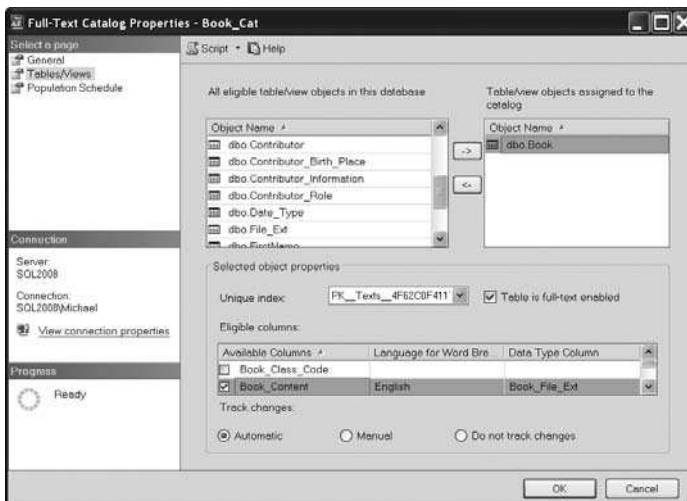 Full-Text Catalog Properties - Book_Cat
Select a page
General
Tables/Views
Population Schedule
Script
Help
All eligible table/view objects in this database
Table/view objects assigned to the catalog
Object Name
dbo.Contributor
dbo.Contributor_Birth_Place
dbo.Contributor_Information
dbo.Contributor_Role
dbo.Date_Type
dbo.File_Ext
dbo.FirstName
->
<-
Object Name
dbo.Book
Connection
Server:
SQL2008
Connection:
SQL2008\Michael
View connection properties
Progress
Ready
Selected object properties
Unique index:
PK__Texts__4F62C0F411
Table is full-text enabled
Eligible columns:
Available Columns
Language for Word Bre...
Data Type Column
Book_Class_Code
Book_Content
English
Book_File_Ext
Track changes:
Automatic
Manual
Do not track changes
OK
Cancel